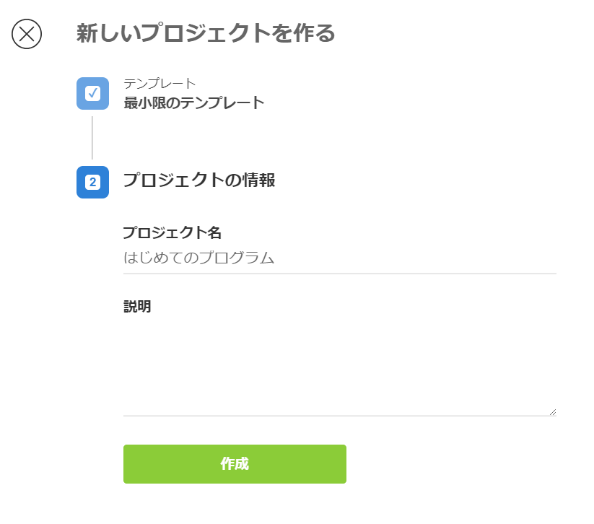 新しいプロジェクトを作る
テンプレート
最小限のテンプレート
2
プロジェクトの情報
プロジェクト名
はじめてのプログラム
説明
作成